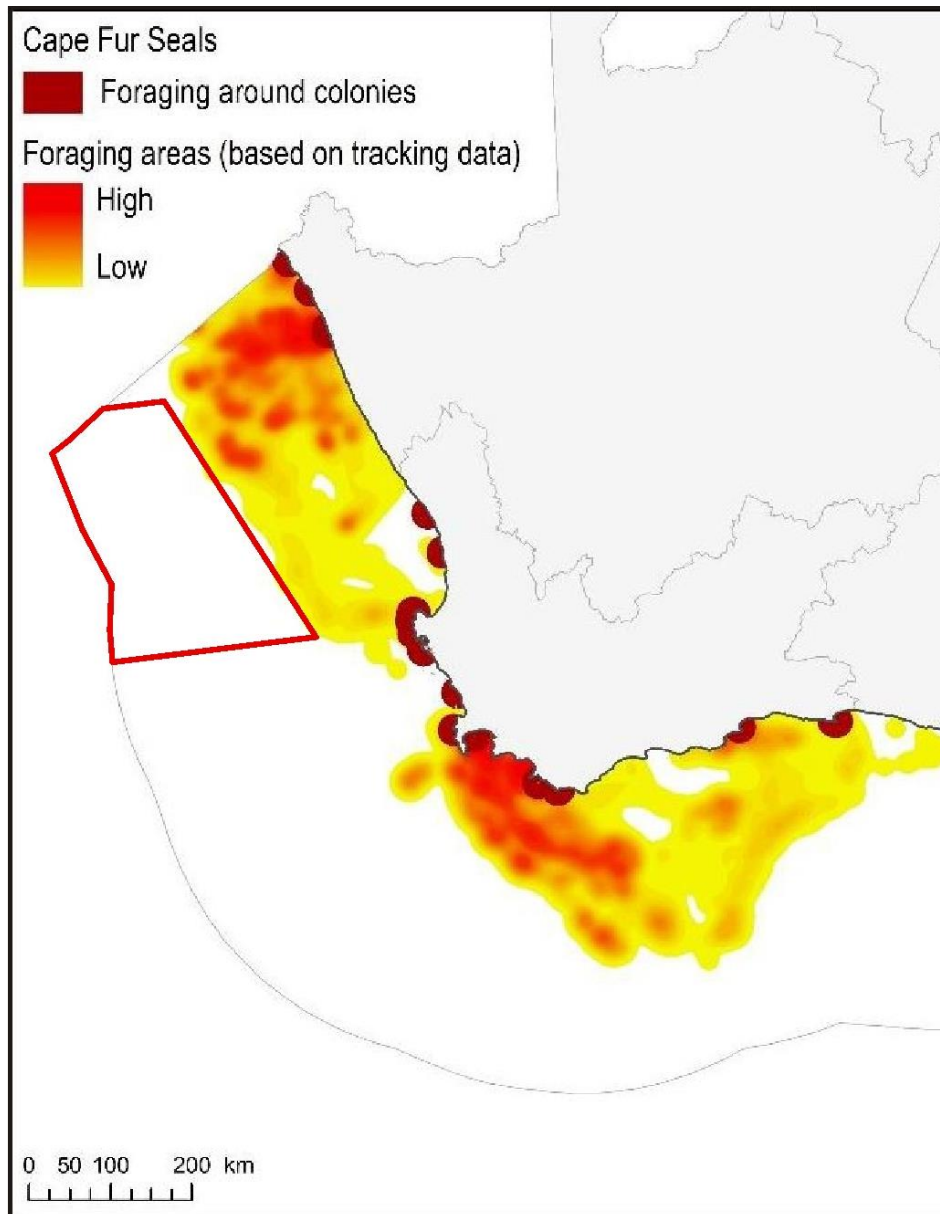 Cape Fur Seals
Foraging around colonies
Foraging areas (based on tracking data)
High
Low
0 50 100 200 km